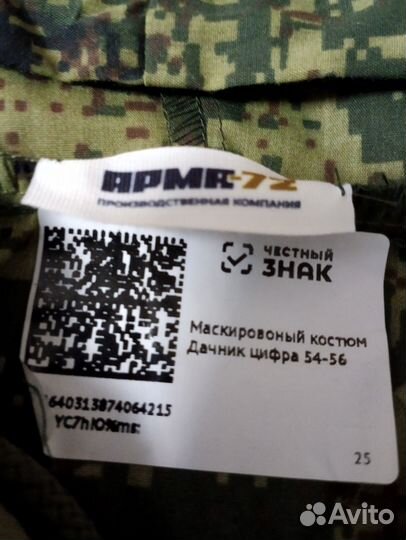 АРМА-72
ПРОИЗВОДСТВЕННАЯ КОМПАНИЯ
ЧЕСТНЫЙ
ЗНАК
Маскировоный костюм
Дачник цифра 54-56
640313874064215
25
Avito